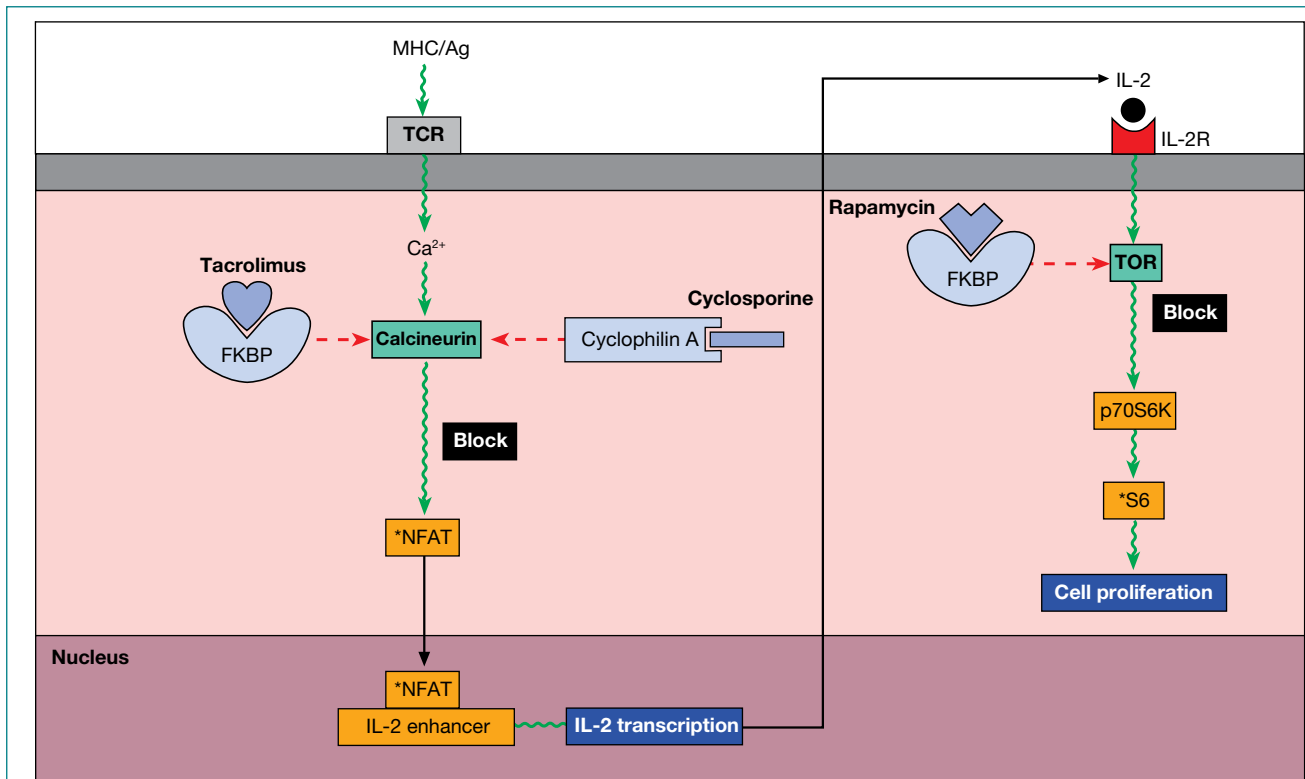 MHC/Ag
TCR
Ca²⁺
Tacrolimus
FKBP
Calcineurin
Cyclosporine
Cyclophilin A
Block
*NFAT
Nucleus
*NFAT
IL-2 enhancer
IL-2 transcription
IL-2
IL-2R
Rapamycin
FKBP
TOR
Block
p70S6K
*S6
Cell proliferation